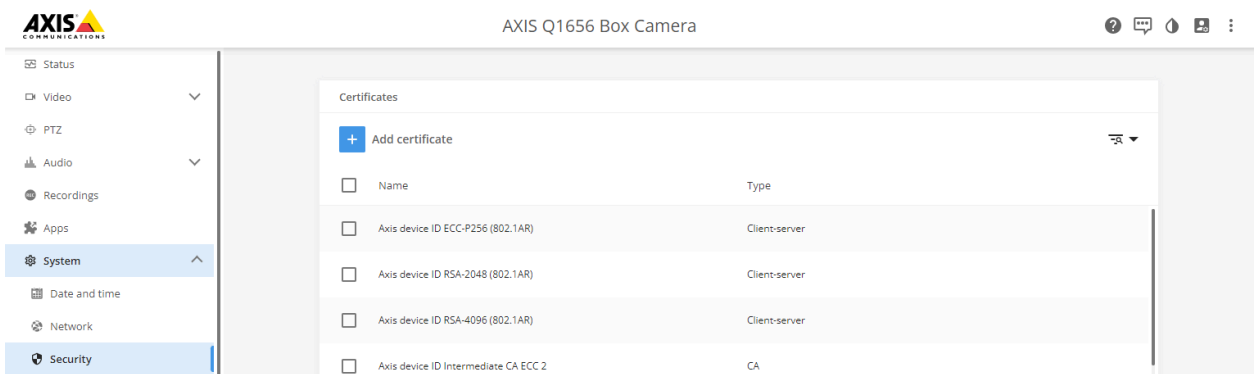 AXIS
COMMUNICATIONS
AXIS Q1656 Box Camera
Status
Video
PTZ
Audio
Recordings
Apps
System
Date and time
Network
Security
Certificates
+ Add certificate
Name Type
Axis device ID ECC-P256 (802.1AR) Client-server
Axis device ID RSA-2048 (802.1AR) Client-server
Axis device ID RSA-4096 (802.1AR) Client-server
Axis device ID Intermediate CA ECC 2 CA